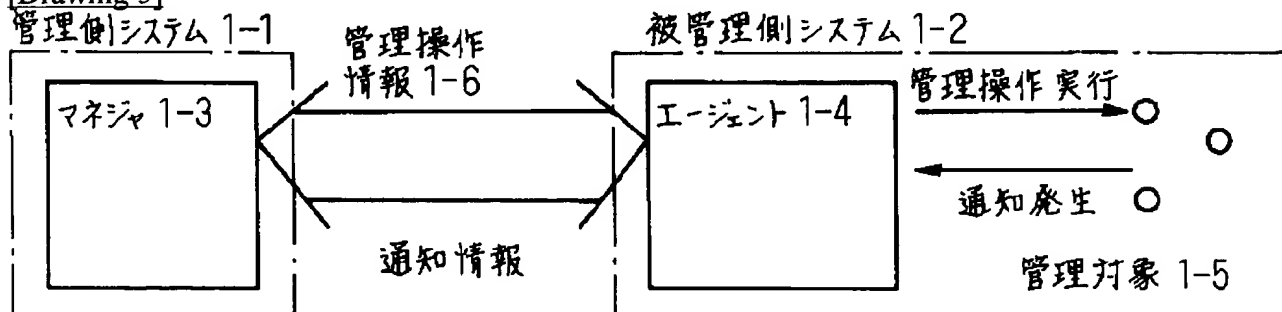 [Drawing 3]
管理側システム 1-1
管理操作
情報 1-6
被管理側システム 1-2
マネジャ 1-3
エージェント 1-4
管理操作実行
通知発生
通知情報
管理対象 1-5